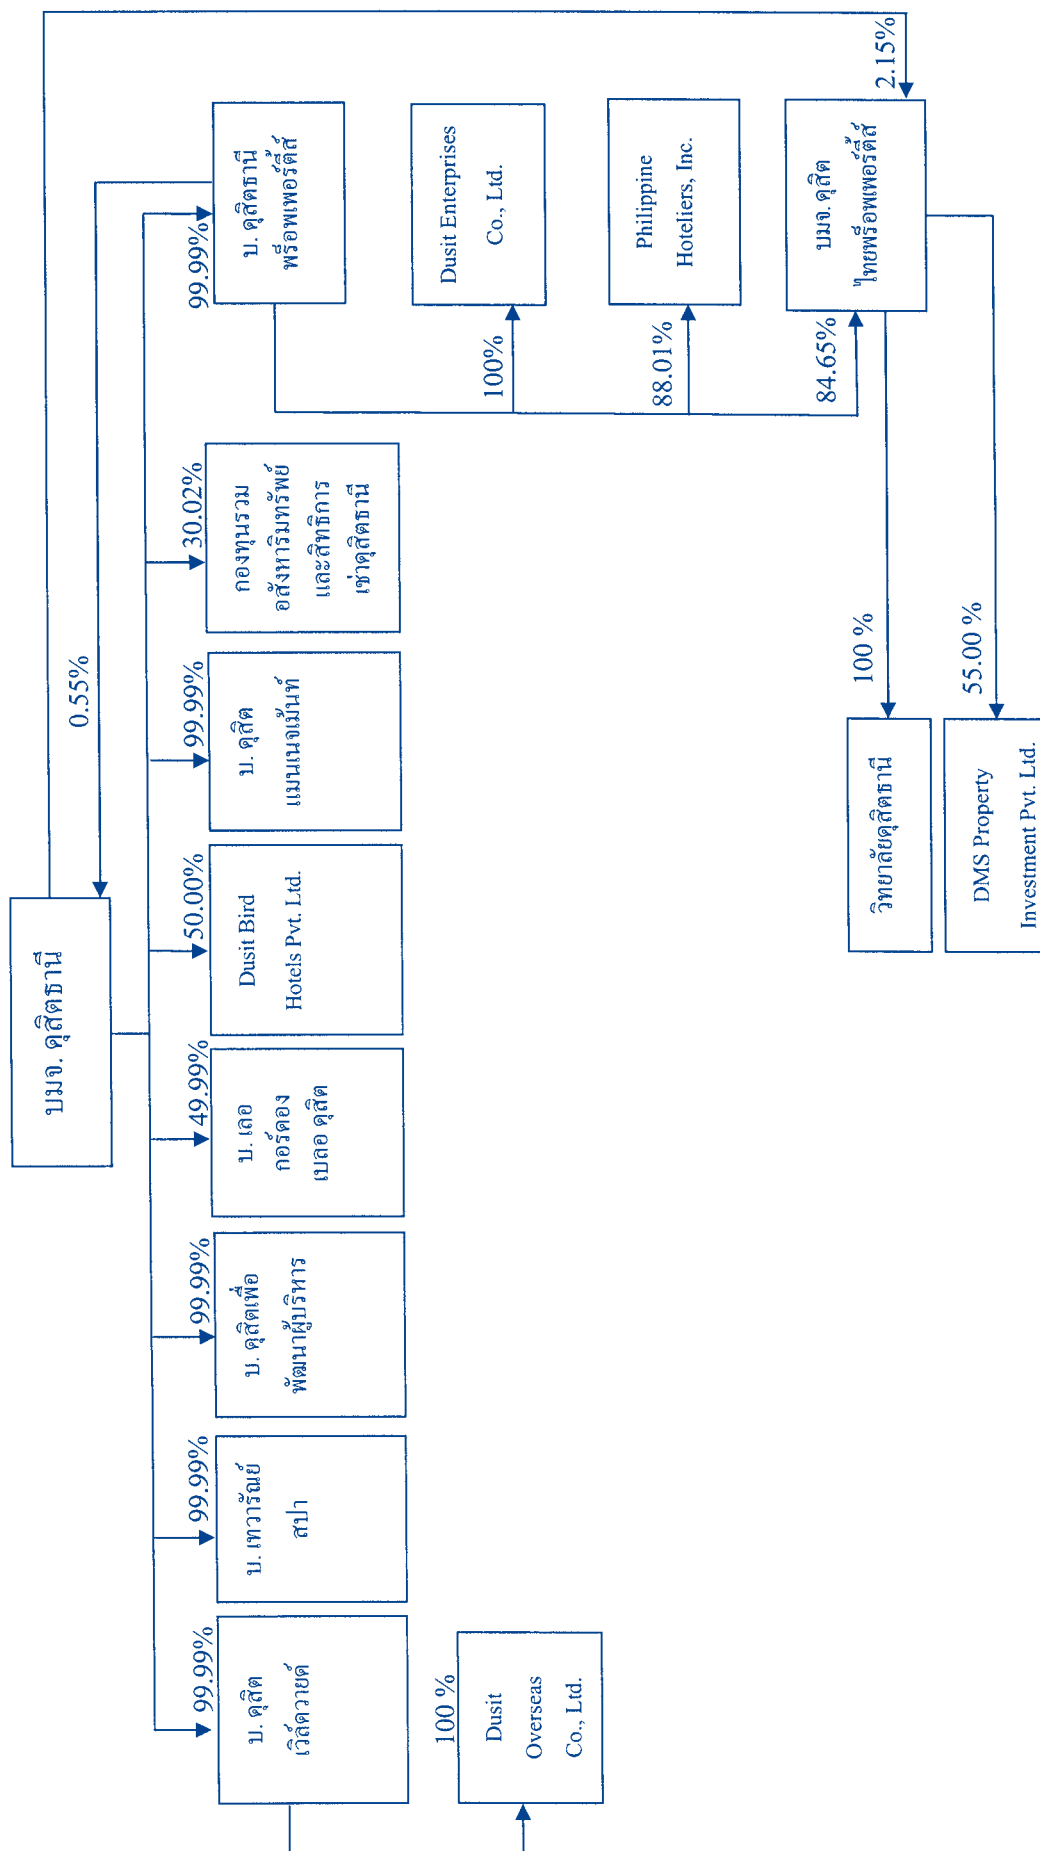 บมจ. ดุสิตธานี
0.55%
99.99%
บ. ดุสิต
เวิล์ดวายด์
99.99%
บ. เทวารัณย์
สปา
99.99%
บ. ดุสิตเพื่อ
พัฒนาผู้บริหาร
49.99%
บ. เลอ
กอร์ดอง
เบลอ ดุสิต
50.00%
Dusit Bird
Hotels Pvt. Ltd.
99.99%
บ. ดุสิต
แมนเนจเม้นท์
30.02%
กองทุนรวม
อสังหาริมทรัพย์
และสิทธิการ
เช่าดุสิตธานี
99.99%
บ. ดุสิตธานี
พร็อพเพอร์ตี้ส์
100 %
Dusit
Overseas
Co., Ltd.
100%
Dusit Enterprises
Co., Ltd.
88.01%
Philippine
Hoteliers, Inc.
84.65%
2.15%
บมจ. ดุสิต
ไทยพร็อพเพอร์ตี้ส์
100 %
วิทยาลัยดุสิตธานี
55.00 %
DMS Property
Investment Pvt. Ltd.